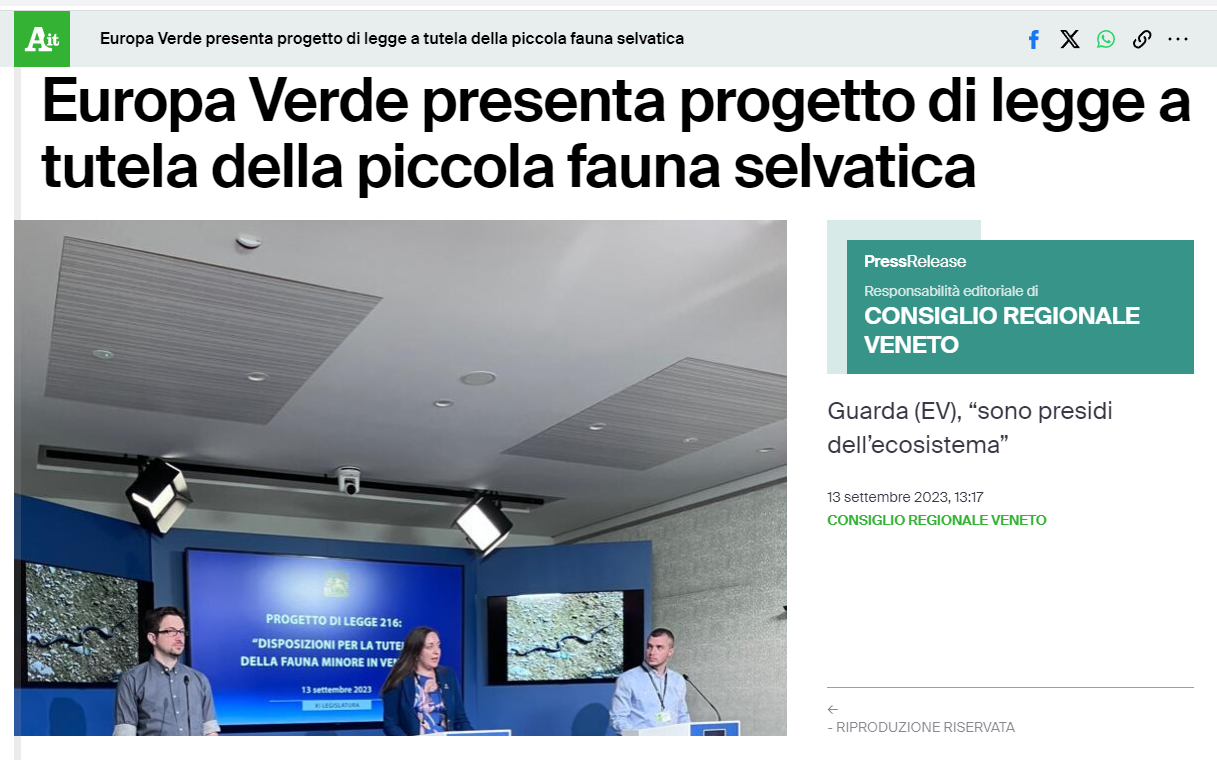 Ait
Europa Verde presenta progetto di legge a tutela della piccola fauna selvatica
Europa Verde presenta progetto di legge a
tutela della piccola fauna selvatica
PressRelease
Responsabilità editoriale di
CONSIGLIO REGIONALE
VENETO
Guarda (EV), “sono presidi
dell’ecosistema”
13 settembre 2023, 13:17
CONSIGLIO REGIONALE VENETO
PROGETTO DI LEGGE 216:
“DISPOSIZIONI PER LA TUTE
DELLA FAUNA MINORE IN VE
13 settembre 2023
XI LEGISLATURA
- RIPRODUZIONE RISERVATA